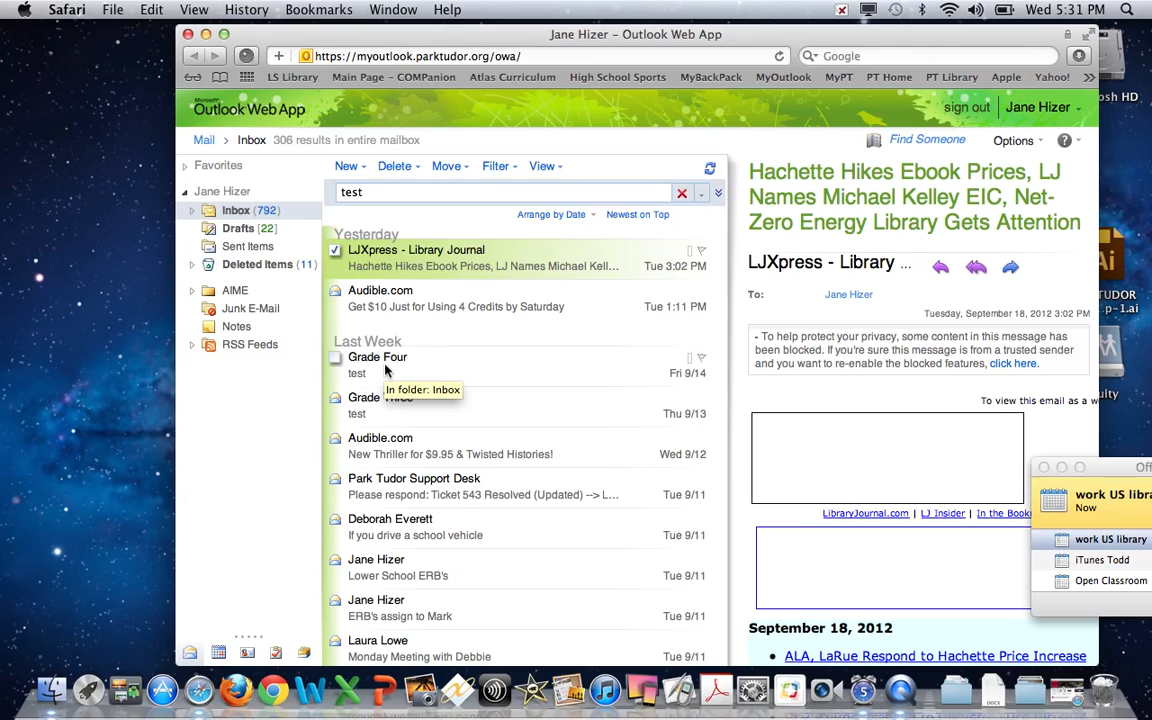 Safari File Edit View History Bookmarks Window Help Wed 5:31 PM
Jane Hizer – Outlook Web App
https://myoutlook.parktudor.org/owa/
Google
LS Library Main Page – COMPanion Atlas Curriculum High School Sports MyBackPack MyOutlook MyPT PT Home PT Library Apple Yahoo! »
Microsoft
Outlook Web App
sign out Jane Hizer
Mail > Inbox 306 results in entire mailbox
Find Someone Options
Favorites
Jane Hizer
Inbox (792)
Drafts [22]
Sent Items
Deleted Items (11)
AIME
Junk E-Mail
Notes
RSS Feeds
New Delete Move Filter View
test
Arrange by Date Newest on Top
Yesterday
LJXpress - Library Journal
Hachette Hikes Ebook Prices, LJ Names Michael Kell... Tue 3:02 PM
Audible.com
Get $10 Just for Using 4 Credits by Saturday Tue 1:11 PM
Last Week
Grade Four
test Fri 9/14
In folder: Inbox
Grade Three
test Thu 9/13
Audible.com
New Thriller for $9.95 & Twisted Histories! Wed 9/12
Park Tudor Support Desk
Please respond: Ticket 543 Resolved (Updated) --> L... Tue 9/11
Deborah Everett
If you drive a school vehicle Tue 9/11
Jane Hizer
Lower School ERB's Tue 9/11
Jane Hizer
ERB's assign to Mark Tue 9/11
Laura Lowe
Monday Meeting with Debbie Tue 9/11
Hachette Hikes Ebook Prices, LJ
Names Michael Kelley EIC, Net-
Zero Energy Library Gets Attention
LJXpress - Library ...
To: Jane Hizer
Tuesday, September 18, 2012 3:02 PM
- To help protect your privacy, some content in this message has
been blocked. If you're sure this message is from a trusted sender
and you want to re-enable the blocked features, click here.
To view this email as a w
LibraryJournal.com | LJ Insider | In the Book
September 18, 2012
ALA, LaRue Respond to Hachette Price Increase
osh HD
Ai
TUDOR
.p-1.ai
ulty
Off
work US libra
Now
work US library
iTunes Todd
Open Classroom